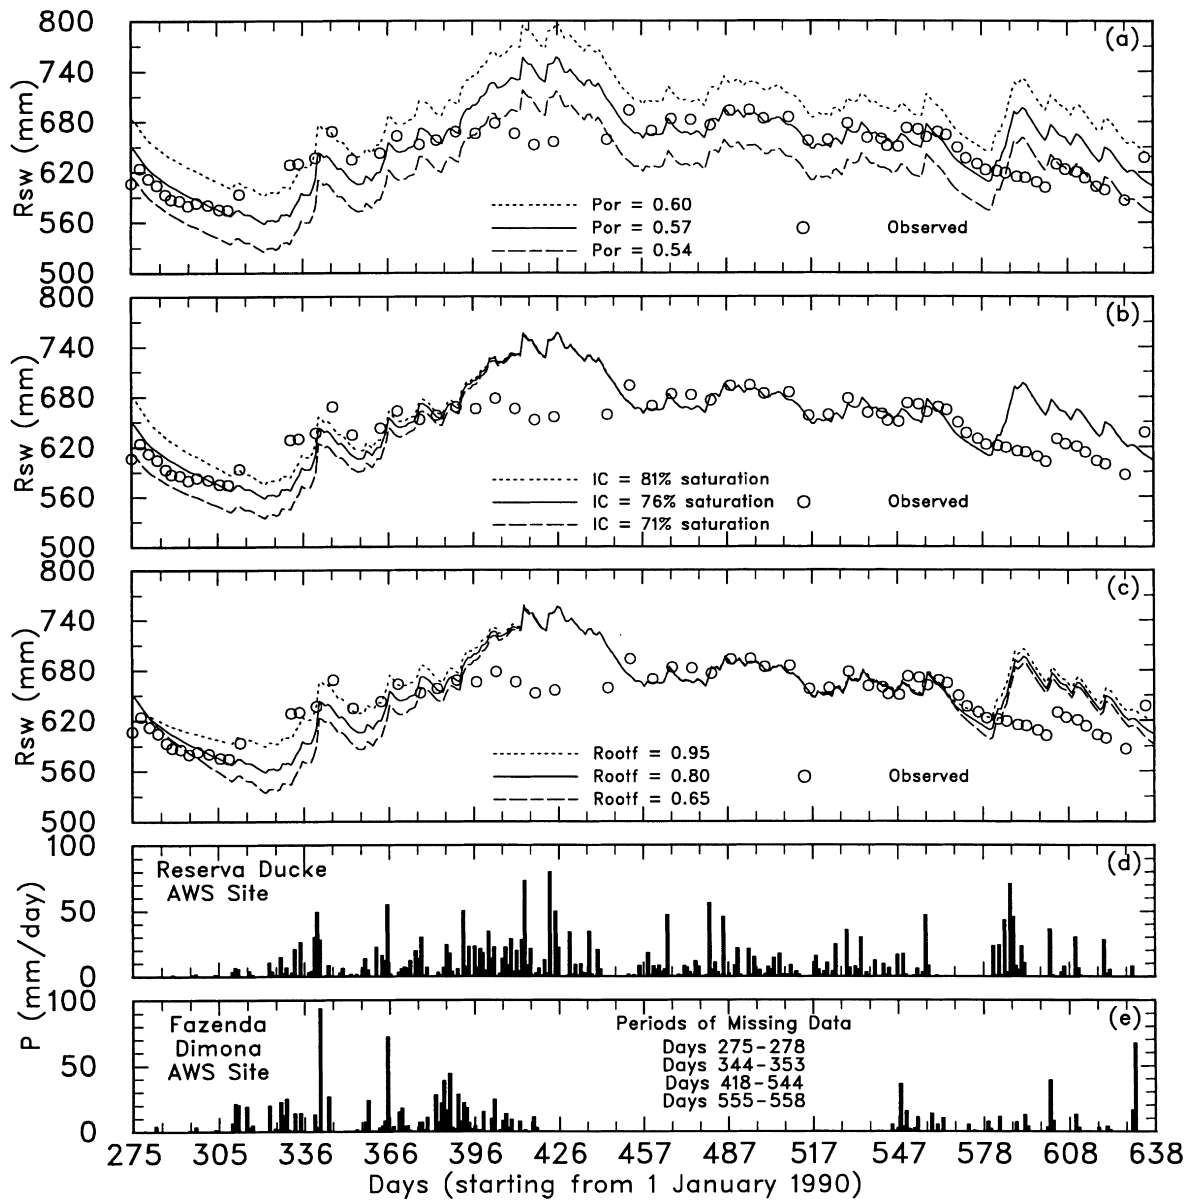 (a)
800
740
680
620
560
500
Rsw (mm)
Por = 0.60
Por = 0.57
Por = 0.54
Observed
(b)
800
740
680
620
560
500
Rsw (mm)
IC = 81% saturation
IC = 76% saturation
IC = 71% saturation
Observed
(c)
800
740
680
620
560
500
Rsw (mm)
Rootf = 0.95
Rootf = 0.80
Rootf = 0.65
Observed
(d)
100
50
0
Reserva Ducke
AWS Site
P (mm/day)
(e)
100
50
0
Fazenda
Dimona
AWS Site
Periods of Missing Data
Days 275-278
Days 344-353
Days 418-544
Days 555-558
275 305 336 366 396 426 457 487 517 547 578 608 638
Days (starting from 1 January 1990)